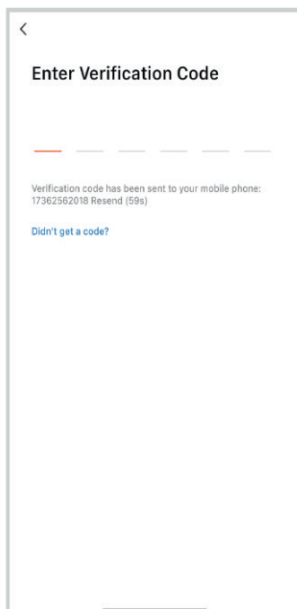 Enter Verification Code
Verification code has been sent to your mobile phone:
17362562018 Resend (59s)
Didn't get a code?